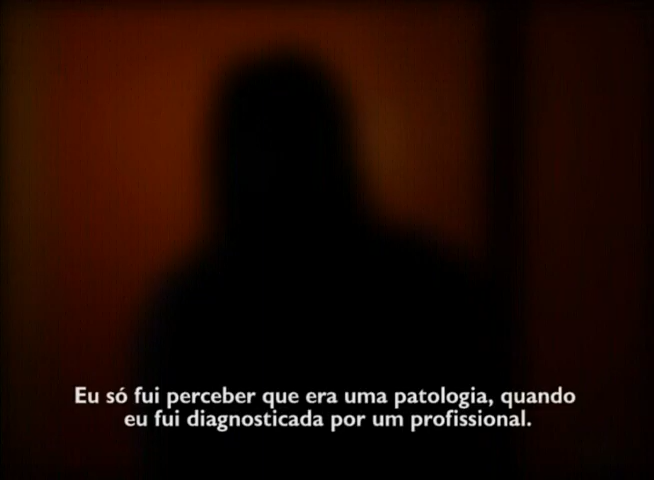 Eu só fui perceber que era uma patologia, quando
eu fui diagnosticada por um profissional.